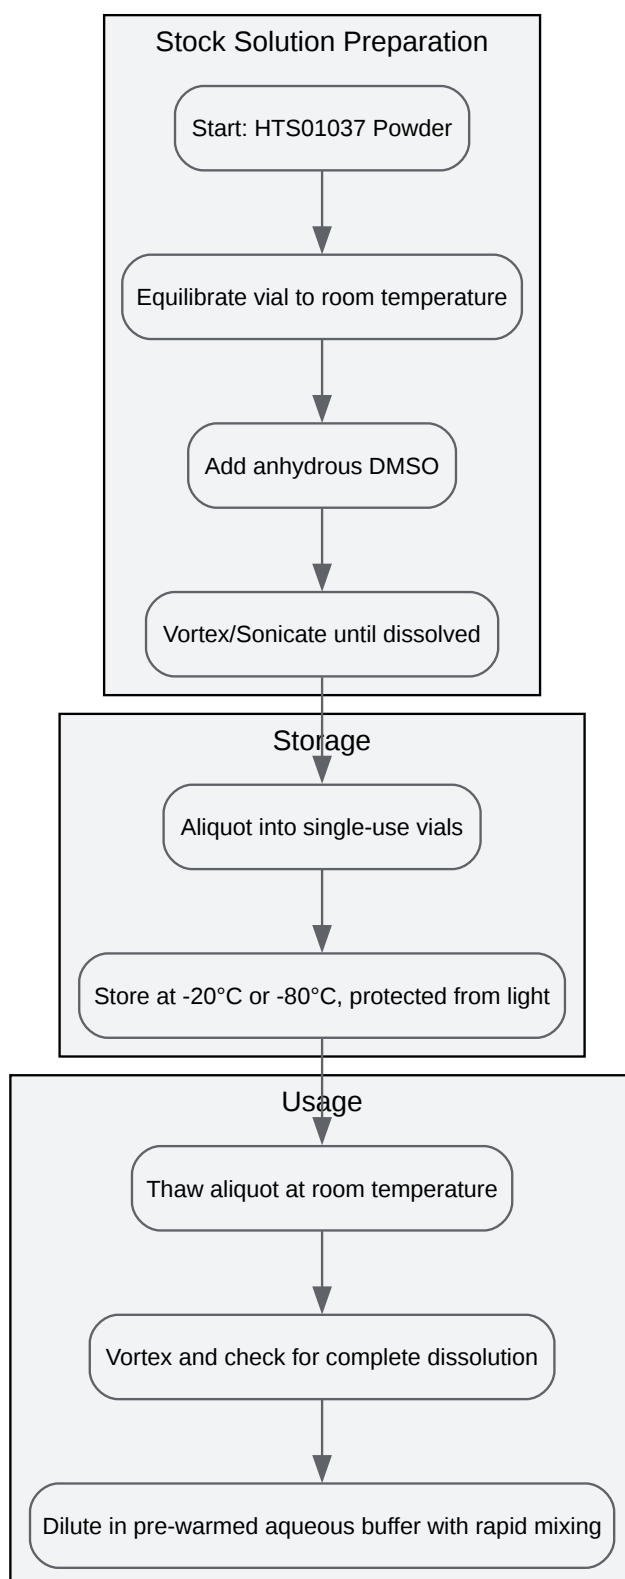 Stock Solution Preparation
Start: HTS01037 Powder
Equilibrate vial to room temperature
Add anhydrous DMSO
Vortex/Sonicate until dissolved
Storage
Aliquot into single-use vials
Store at -20°C or -80°C, protected from light
Usage
Thaw aliquot at room temperature
Vortex and check for complete dissolution
Dilute in pre-warmed aqueous buffer with rapid mixing